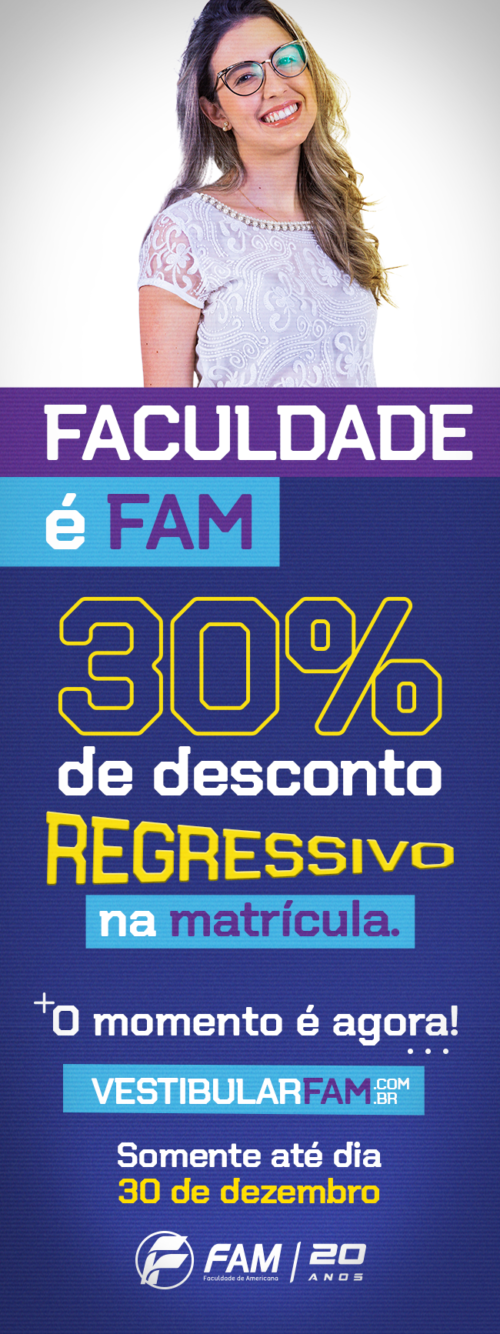 FACULDADE
é FAM
30%
de desconto
REGRESSIVO
na matrícula.
O momento é agora!
VESTIBULARFAM.COM.BR
Somente até dia
30 de dezembro
FAM | 20
Faculdade de Americana ANOS